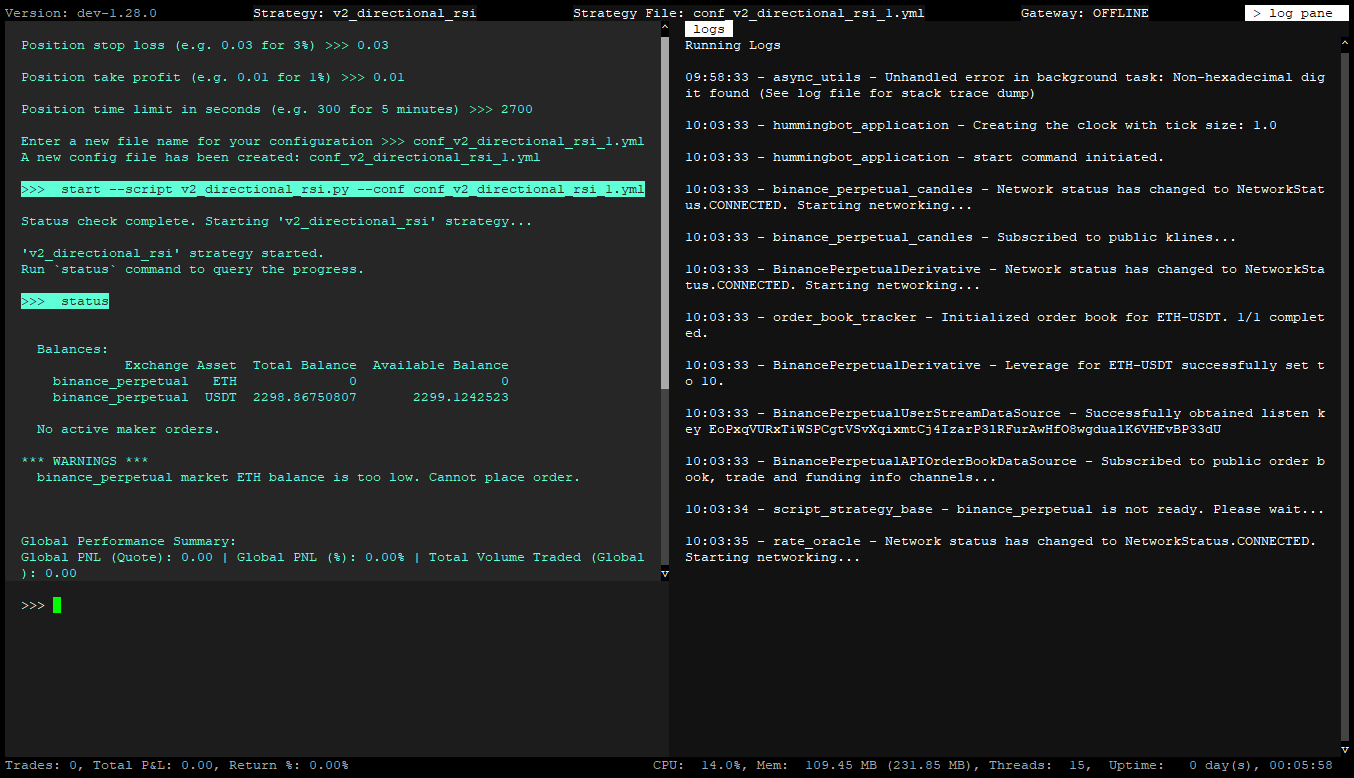 Version: dev-1.28.0 Strategy: v2_directional_rsi Strategy File: conf_v2_directional_rsi_1.yml Gateway: OFFLINE > log pane
Position stop loss (e.g. 0.03 for 3%) >>> 0.03
Position take profit (e.g. 0.01 for 1%) >>> 0.01
Position time limit in seconds (e.g. 300 for 5 minutes) >>> 2700
Enter a new file name for your configuration >>> conf_v2_directional_rsi_1.yml
A new config file has been created: conf_v2_directional_rsi_1.yml
>>> start --script v2_directional_rsi.py --conf conf_v2_directional_rsi_1.yml
Status check complete. Starting 'v2_directional_rsi' strategy...
'v2_directional_rsi' strategy started.
Run `status` command to query the progress.
>>> status
Balances:
Exchange Asset Total Balance Available Balance
binance_perpetual ETH 0 0
binance_perpetual USDT 2298.86750807 2299.1242523
No active maker orders.
*** WARNINGS ***
binance_perpetual market ETH balance is too low. Cannot place order.
Global Performance Summary:
Global PNL (Quote): 0.00 | Global PNL (%): 0.00% | Total Volume Traded (Global
): 0.00
>>>
logs
Running Logs
09:58:33 - async_utils - Unhandled error in background task: Non-hexadecimal dig
it found (See log file for stack trace dump)
10:03:33 - hummingbot_application - Creating the clock with tick size: 1.0
10:03:33 - hummingbot_application - start command initiated.
10:03:33 - binance_perpetual_candles - Network status has changed to NetworkStat
us.CONNECTED. Starting networking...
10:03:33 - binance_perpetual_candles - Subscribed to public klines...
10:03:33 - BinancePerpetualDerivative - Network status has changed to NetworkSta
tus.CONNECTED. Starting networking...
10:03:33 - order_book_tracker - Initialized order book for ETH-USDT. 1/1 complet
ed.
10:03:33 - BinancePerpetualDerivative - Leverage for ETH-USDT successfully set t
o 10.
10:03:33 - BinancePerpetualUserStreamDataSource - Successfully obtained listen k
ey EoPxqVURxTiWSPCgtVSvXqixmtCj4IzarP3lRFurAwHfO8wgdualK6VHEvBP33dU
10:03:33 - BinancePerpetualAPIOrderBookDataSource - Subscribed to public order b
ook, trade and funding info channels...
10:03:34 - script_strategy_base - binance_perpetual is not ready. Please wait...
10:03:35 - rate_oracle - Network status has changed to NetworkStatus.CONNECTED.
Starting networking...
Trades: 0, Total P&L: 0.00, Return %: 0.00% CPU: 14.0%, Mem: 109.45 MB (231.85 MB), Threads: 15, Uptime: 0 day(s), 00:05:58